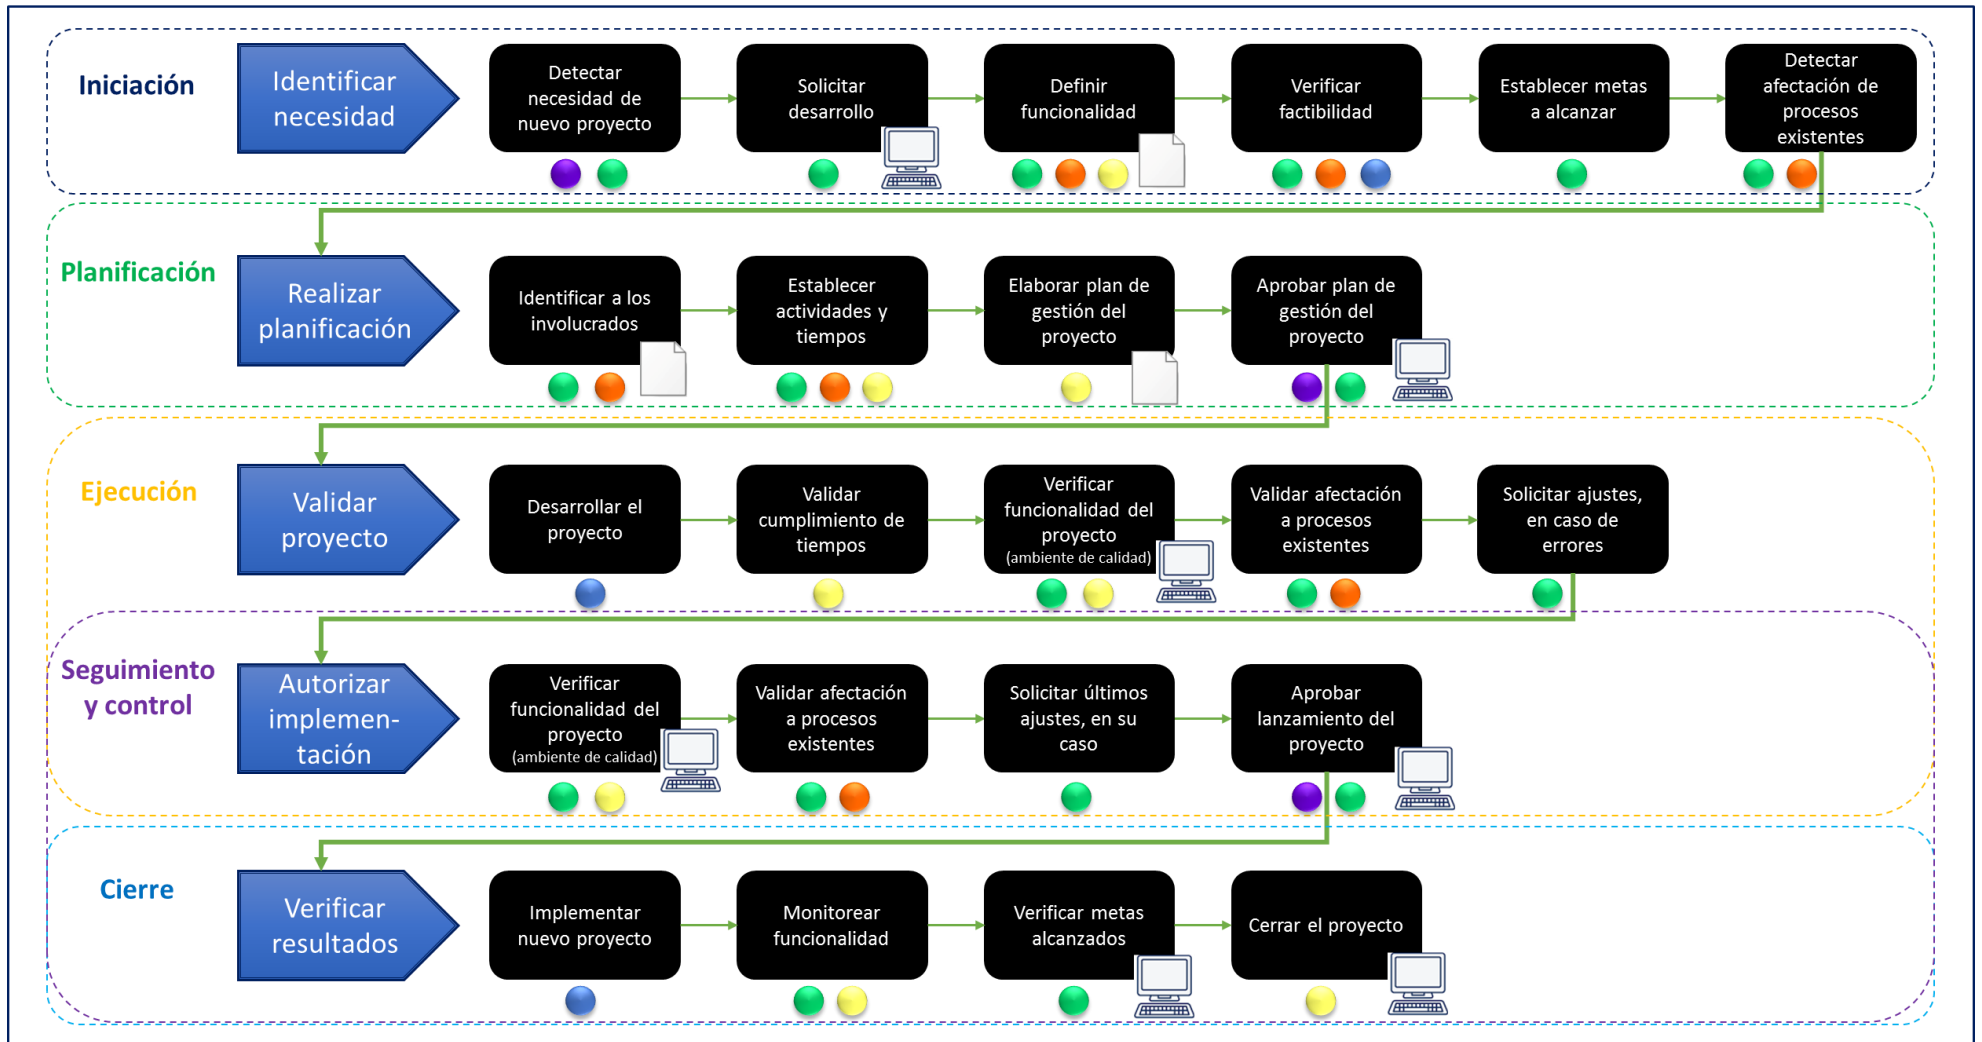 Iniciación
Identificar
necesidad
Detectar
necesidad de
nuevo proyecto
Solicitar
desarrollo
Definir
funcionalidad
Verificar
factibilidad
Establecer metas
a alcanzar
Detectar
afectación de
procesos
existentes
Planificación
Realizar
planificación
Identificar a los
involucrados
Establecer
actividades y
tiempos
Elaborar plan de
gestión del
proyecto
Aprobar plan de
gestión del
proyecto
Ejecución
Validar
proyecto
Desarrollar el
proyecto
Validar
cumplimiento de
tiempos
Verificar
funcionalidad del
proyecto
(ambiente de calidad)
Validar afectación
a procesos
existentes
Solicitar ajustes,
en caso de
errores
Seguimiento
y control
Autorizar
implemen-
tación
Verificar
funcionalidad del
proyecto
(ambiente de calidad)
Validar afectación
a procesos
existentes
Solicitar últimos
ajustes, en su
caso
Aprobar
lanzamiento del
proyecto
Cierre
Verificar
resultados
Implementar
nuevo proyecto
Monitorear
funcionalidad
Verificar metas
alcanzados
Cerrar el proyecto